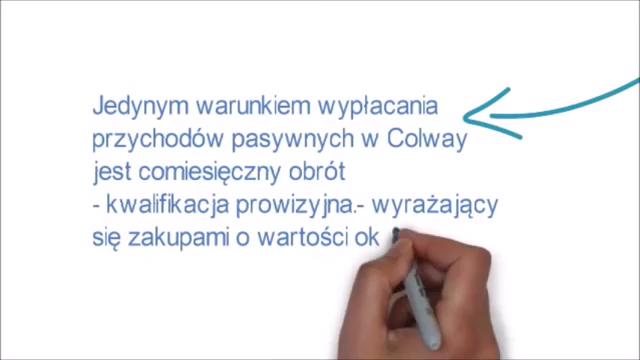 Jedynym warunkiem wypłacania
przychodów pasywnych w Colway
jest comiesięczny obrót
- kwalifikacja prowizyjna.- wyrażający
się zakupami o wartości ok